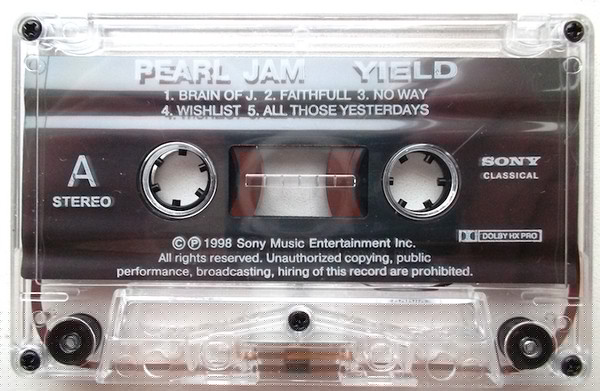 PEARL JAM YIELD
1. BRAIN OF J. 2. FAITHFULL 3. NO WAY
4. WISHLIST 5. ALL THOSE YESTERDAYS
A
STEREO
SONY
CLASSICAL
DOLBY HX PRO
© ℗ 1998 Sony Music Entertainment Inc.
All rights reserved. Unauthorized copying, public
performance, broadcasting, hiring of this record are prohibited.